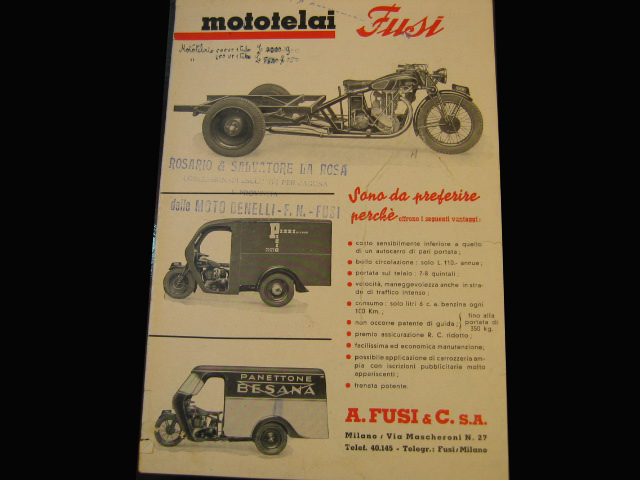 mototelai Fusi
ROSARIO & SALVATORE LA ROSA
delle MOTO BENELLI - F. N. - FUSI
Sono da preferire
perchè offrono i seguenti vantaggi:
costo sensibilmente inferiore a quello
di un autocarro di pari portata;
bollo circolazione: solo L. 110.- annue;
portata sul telaio: 7-8 quintali;
velocità, maneggevolezza anche in stra-
de di traffico intenso;
consumo: solo litri 6 c.a benzina ogni
100 Km.;
non occorre patente di guida; } fino alla portata di 350 kg.
premio assicurazione R. C. ridotto;
facilissima ed economica manutenzione;
possibile applicazione di carrozzeria am-
pia con iscrizioni pubblicitarie molto
appariscenti;
frenata potente.
PANETTONE
BESANA
A. FUSI & C. S.A.
Milano / Via Mascheroni N. 27
Telef. 40.145 - Telegr.: Fusi/Milano